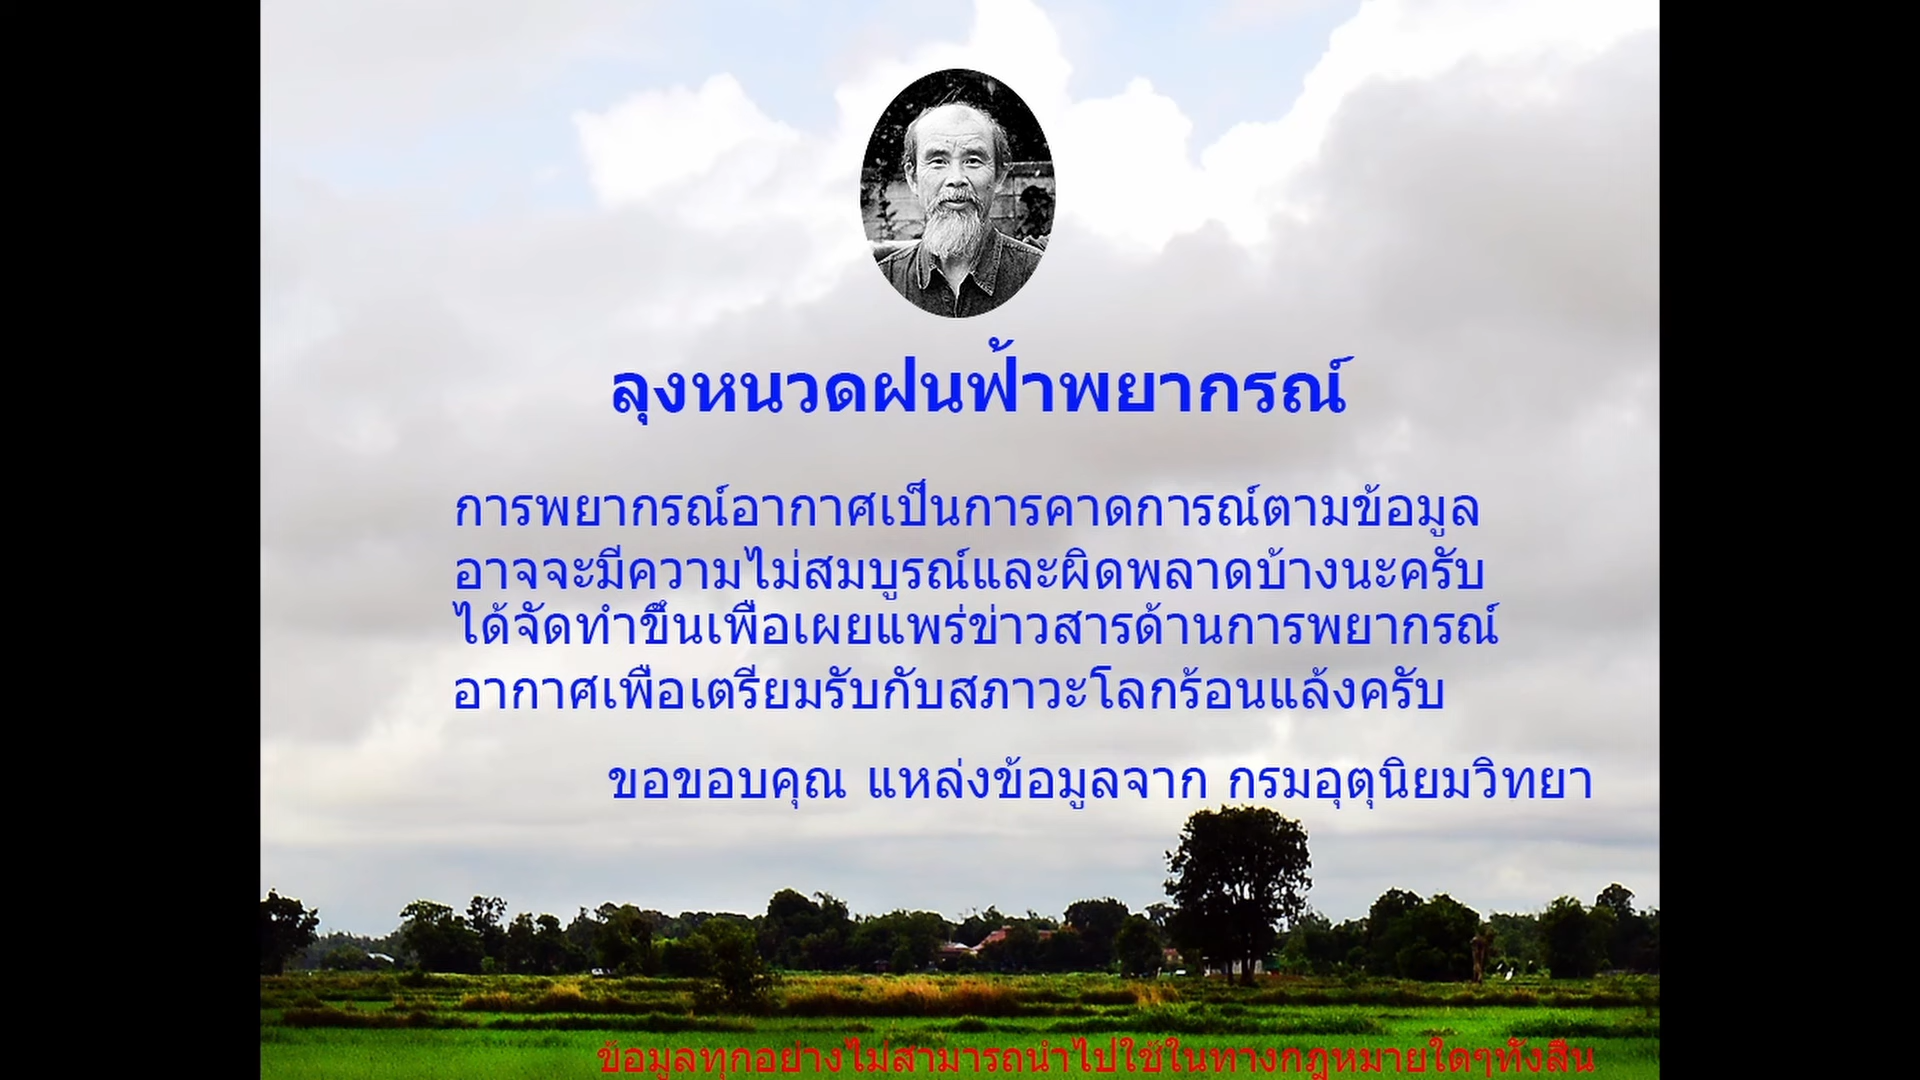 ลุงหนวดฝนฟ้าพยากรณ์
การพยากรณ์อากาศเป็นการคาดการณ์ตามข้อมูล
อาจจะมีความไม่สมบูรณ์และผิดพลาดบ้างนะครับ
ได้จัดทำขึ้นเพื่อเผยแพร่ข่าวสารด้านการพยากรณ์
อากาศเพื่อเตรียมรับกับสภาวะโลกร้อนแล้งครับ
ขอขอบคุณ แหล่งข้อมูลจาก กรมอุตุนิยมวิทยา
ข้อมูลทุกอย่างไม่สามารถนำไปใช้ในทางกฎหมายใดๆทั้งสิ้น